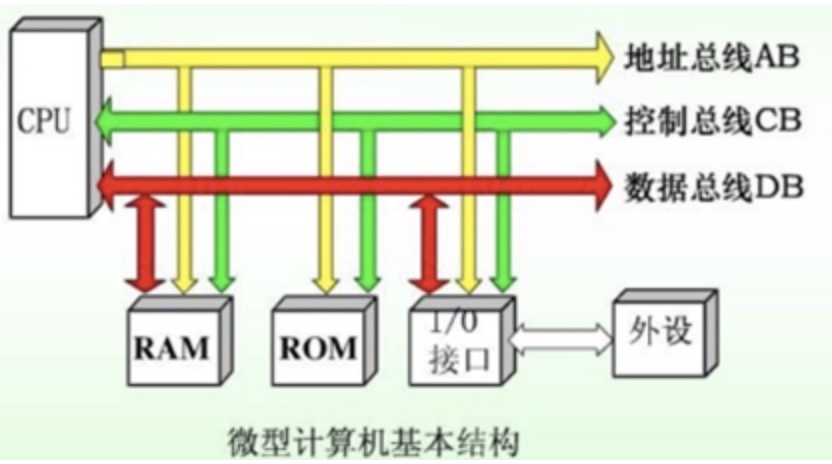 地址总线AB
CPU
控制总线CB
数据总线DB
RAM
ROM
I/O
接口
外设
微型计算机基本结构